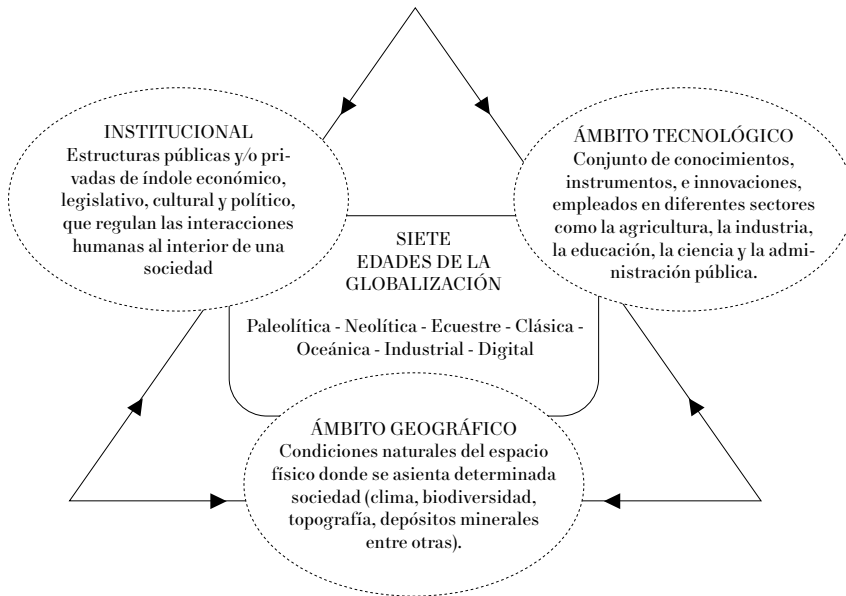 INSTITUCIONAL
Estructuras públicas y/o pri-
vadas de índole económico,
legislativo, cultural y político,
que regulan las interacciones
humanas al interior de una
sociedad
ÁMBITO TECNOLÓGICO
Conjunto de conocimientos,
instrumentos, e innovaciones,
empleados en diferentes sectores
como la agricultura, la industria,
la educación, la ciencia y la admi-
nistración pública.
SIETE
EDADES DE LA
GLOBALIZACIÓN
Paleolítica - Neolítica - Ecuestre - Clásica -
Oceánica - Industrial - Digital
ÁMBITO GEOGRÁFICO
Condiciones naturales del espacio
físico donde se asienta determinada
sociedad (clima, biodiversidad,
topografía, depósitos minerales
entre otras).